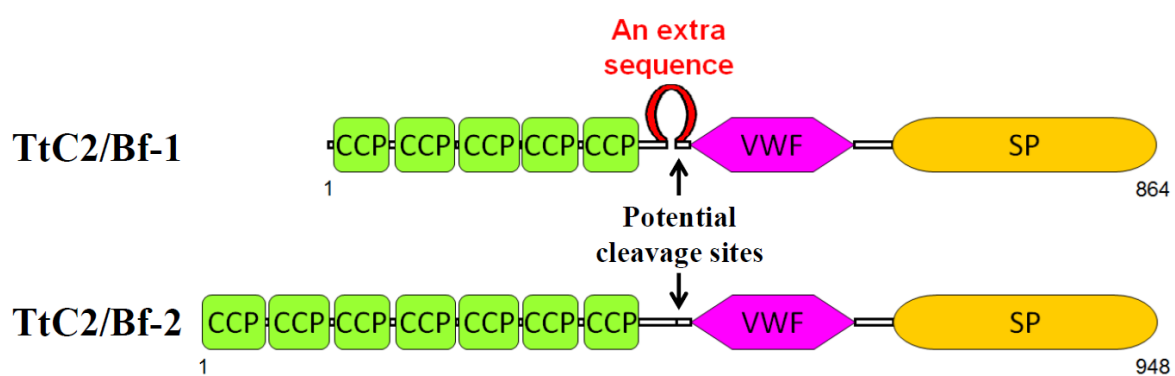 An extra
sequence
TtC2/Bf-1
CCP CCP CCP CCP CCP VWF SP
1 864
Potential
cleavage sites
TtC2/Bf-2
CCP CCP CCP CCP CCP CCP CCP VWF SP
1 948